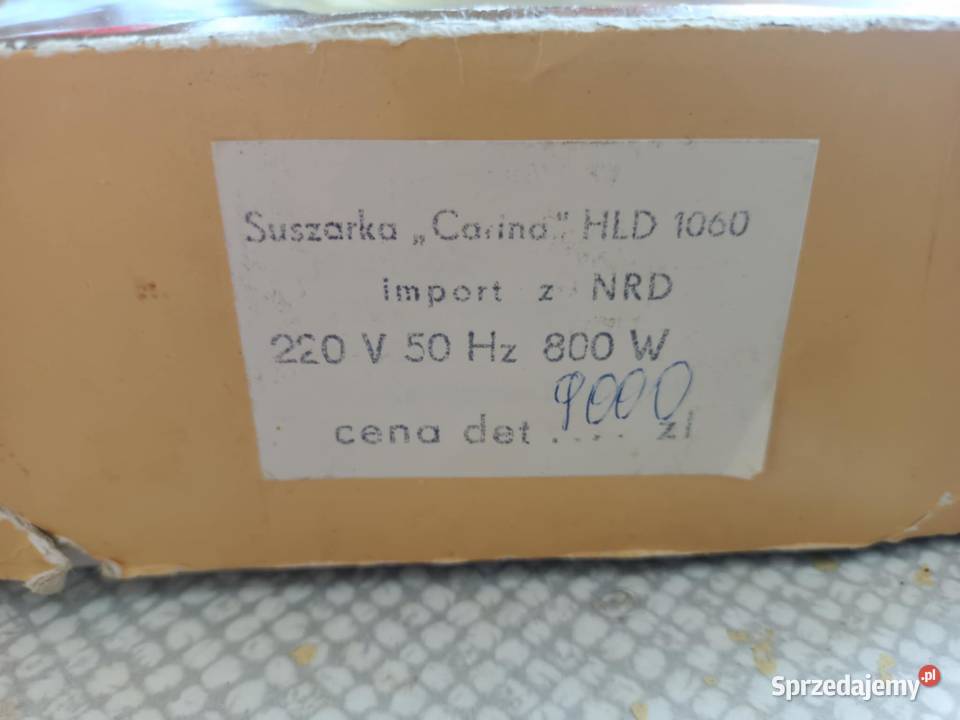 Suszarka „Carina" HLD 1060
import z NRD
220 V 50 Hz 800 W
9000
cena det . . . . zł
Sprzedajemy.pl